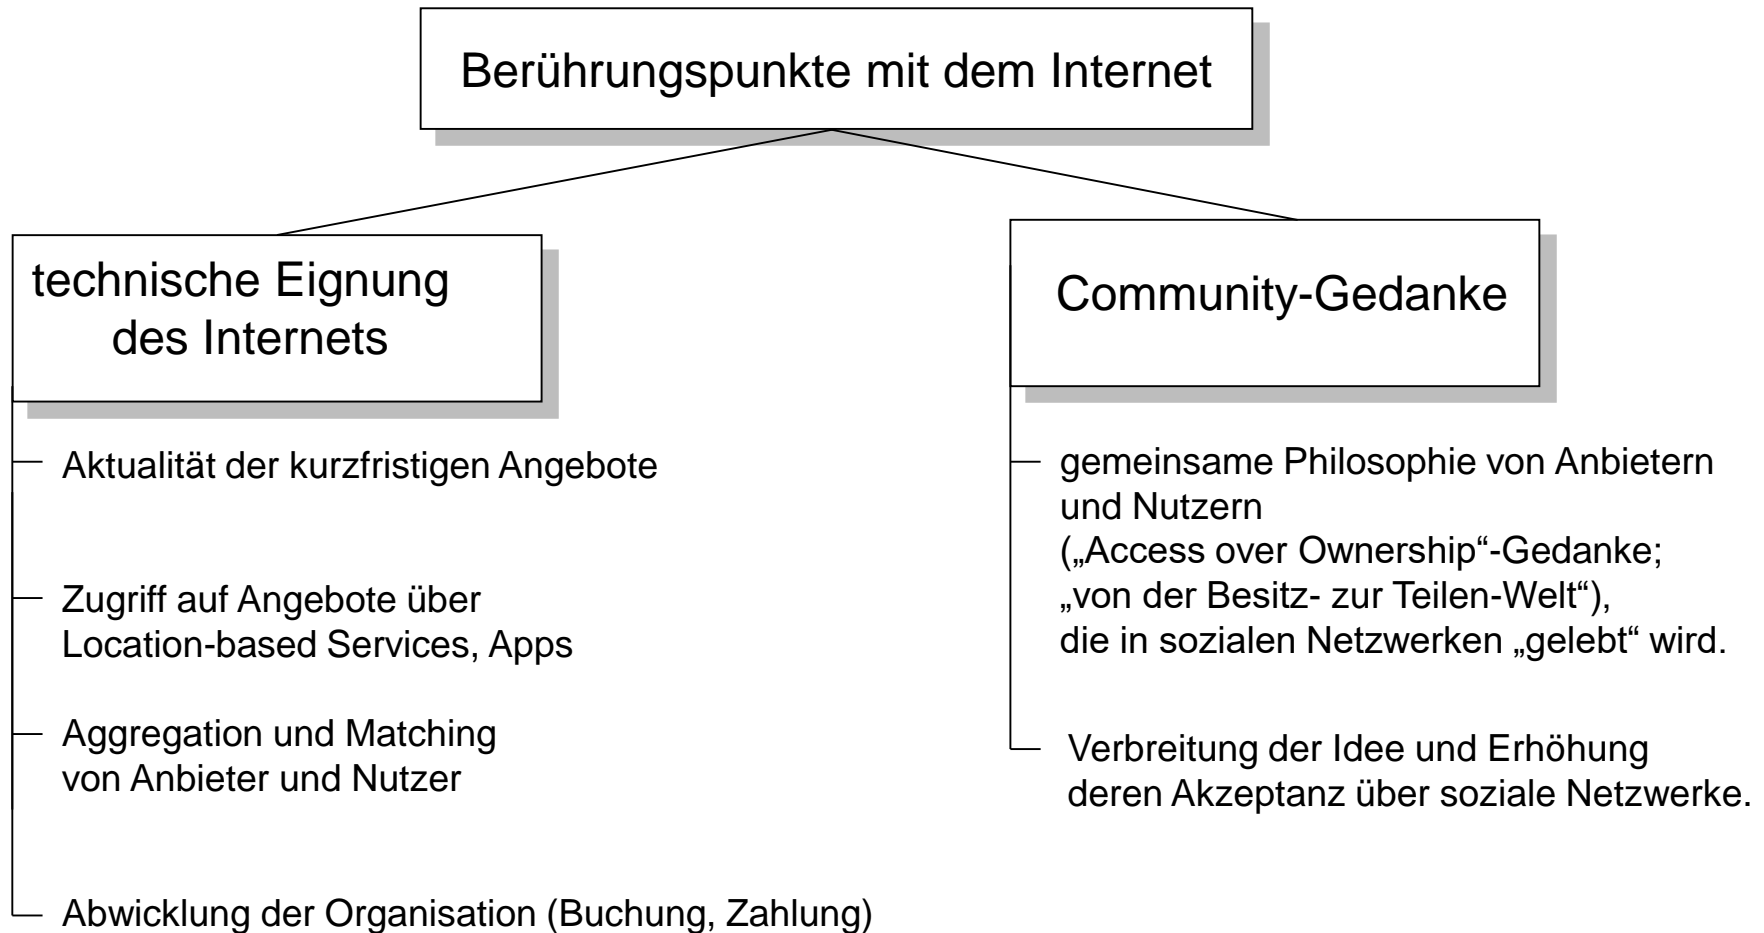 Berührungspunkte mit dem Internet
technische Eignung
des Internets
Aktualität der kurzfristigen Angebote
Zugriff auf Angebote über
Location-based Services, Apps
Aggregation und Matching
von Anbieter und Nutzer
Abwicklung der Organisation (Buchung, Zahlung)
Community-Gedanke
gemeinsame Philosophie von Anbietern
und Nutzern
(„Access over Ownership“-Gedanke;
„von der Besitz- zur Teilen-Welt“),
die in sozialen Netzwerken „gelebt“ wird.
Verbreitung der Idee und Erhöhung
deren Akzeptanz über soziale Netzwerke.